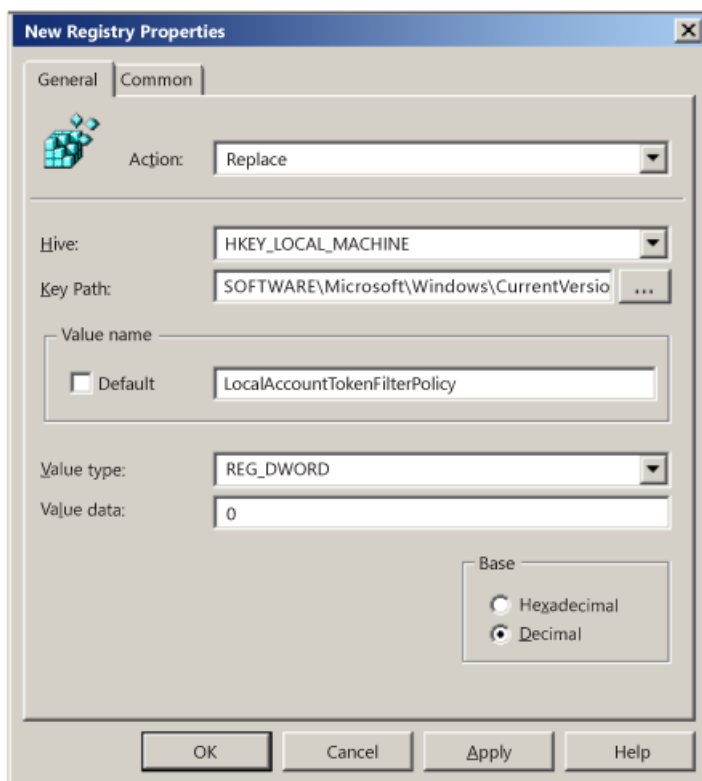 New Registry Properties
General Common
Action: Replace
Hive: HKEY_LOCAL_MACHINE
Key Path: SOFTWARE\Microsoft\Windows\CurrentVersio ...
Value name
Default LocalAccountTokenFilterPolicy
Value type: REG_DWORD
Value data: 0
Base
Hexadecimal
Decimal
OK Cancel Apply Help